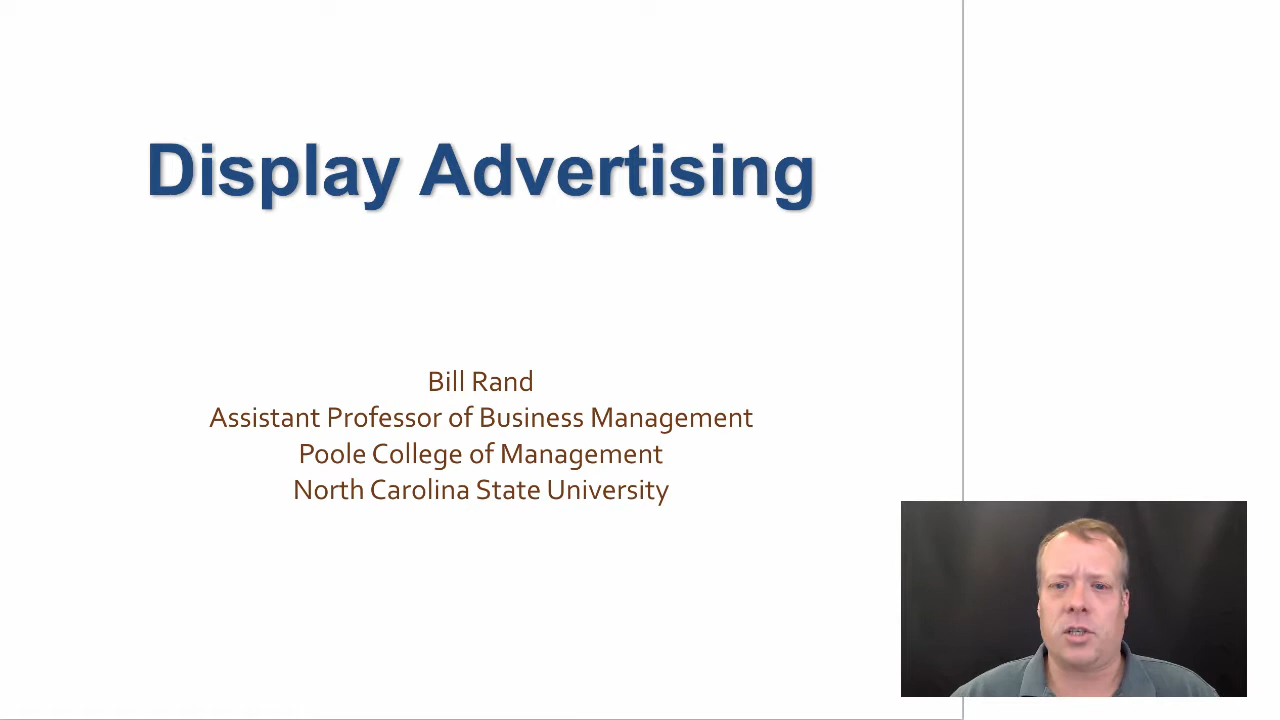 Display Advertising
Bill Rand
Assistant Professor of Business Management
Poole College of Management
North Carolina State University